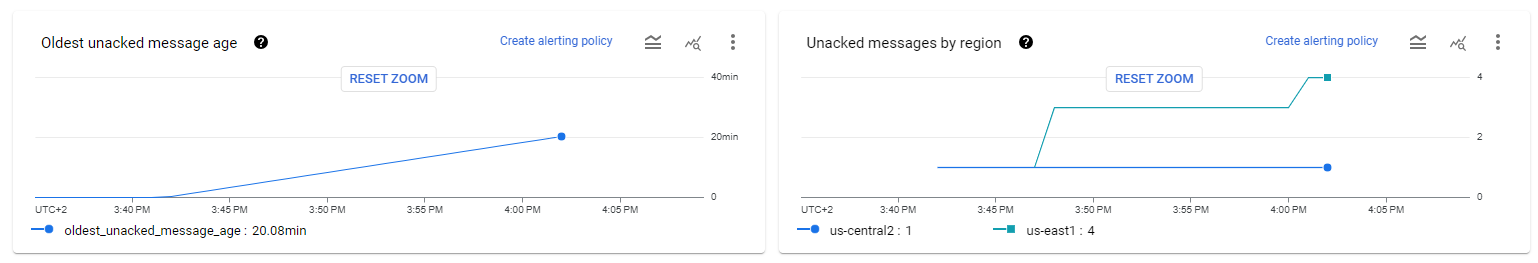 Oldest unacked message age ? Create alerting policy
RESET ZOOM
40min
20min
0
UTC+2 3:40 PM 3:45 PM 3:50 PM 3:55 PM 4:00 PM 4:05 PM
oldest_unacked_message_age : 20.08min
Unacked messages by region ? Create alerting policy
RESET ZOOM
4
2
0
UTC+2 3:40 PM 3:45 PM 3:50 PM 3:55 PM 4:00 PM 4:05 PM
us-central2 : 1 us-east1 : 4